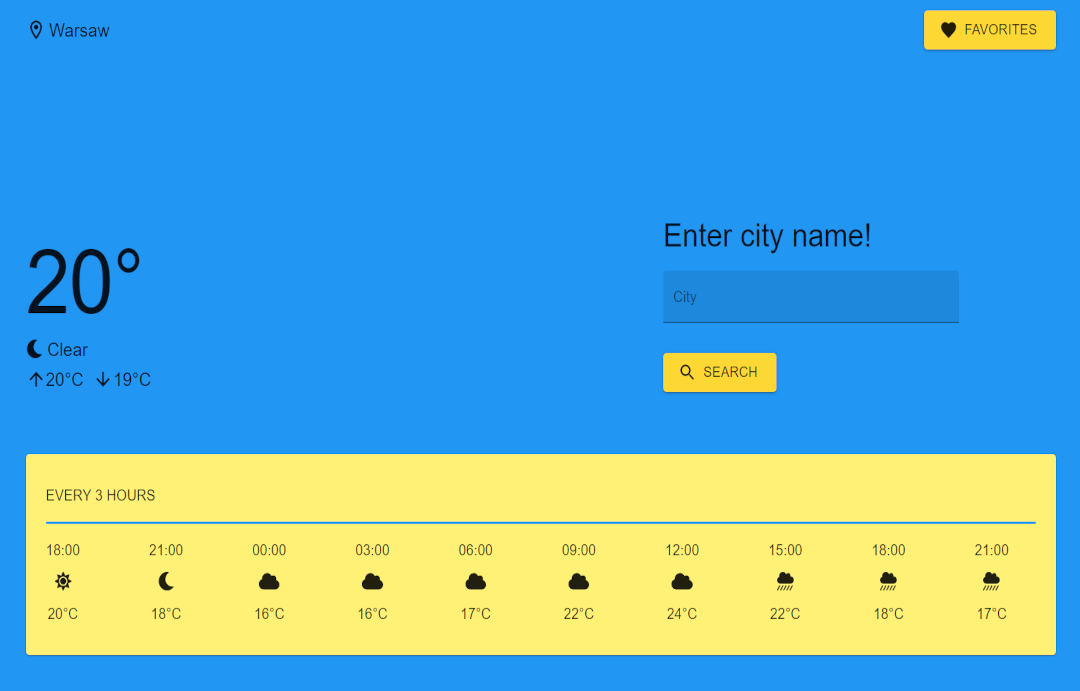 Warsaw
FAVORITES
20°
Clear
20°C 19°C
Enter city name!
City
SEARCH
EVERY 3 HOURS
18:00 21:00 00:00 03:00 06:00 09:00 12:00 15:00 18:00 21:00
20°C 18°C 16°C 16°C 17°C 22°C 24°C 22°C 18°C 17°C